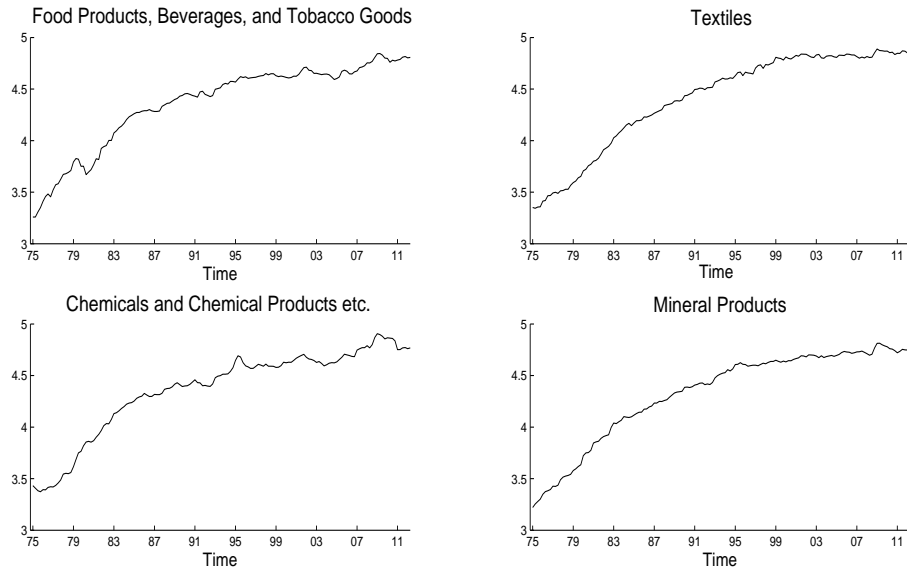 Food Products, Beverages, and Tobacco Goods
5
4.5
4
3.5
3
75 79 83 87 91 95 99 03 07 11
Time
Textiles
5
4.5
4
3.5
3
75 79 83 87 91 95 99 03 07 11
Time
Chemicals and Chemical Products etc.
5
4.5
4
3.5
3
75 79 83 87 91 95 99 03 07 11
Time
Mineral Products
5
4.5
4
3.5
3
75 79 83 87 91 95 99 03 07 11
Time